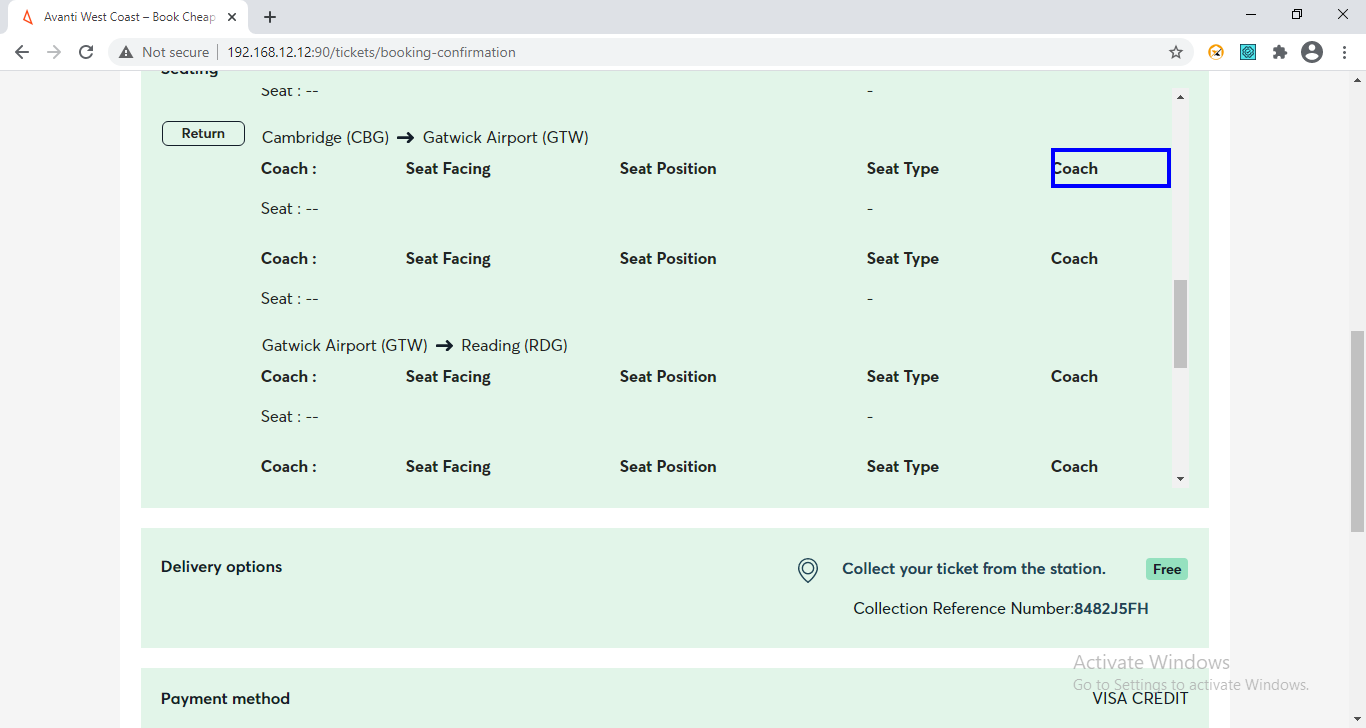 Avanti West Coast – Book Cheap
Not secure 192.168.12.12:90/tickets/booking-confirmation
Seating
Seat : -- -
Return Cambridge (CBG) → Gatwick Airport (GTW)
Coach : Seat Facing Seat Position Seat Type Coach
Seat : -- -
Coach : Seat Facing Seat Position Seat Type Coach
Seat : -- -
Gatwick Airport (GTW) → Reading (RDG)
Coach : Seat Facing Seat Position Seat Type Coach
Seat : -- -
Coach : Seat Facing Seat Position Seat Type Coach
Delivery options Collect your ticket from the station. Free
Collection Reference Number:8482J5FH
Activate Windows
Go to Settings to activate Windows.
Payment method VISA CREDIT